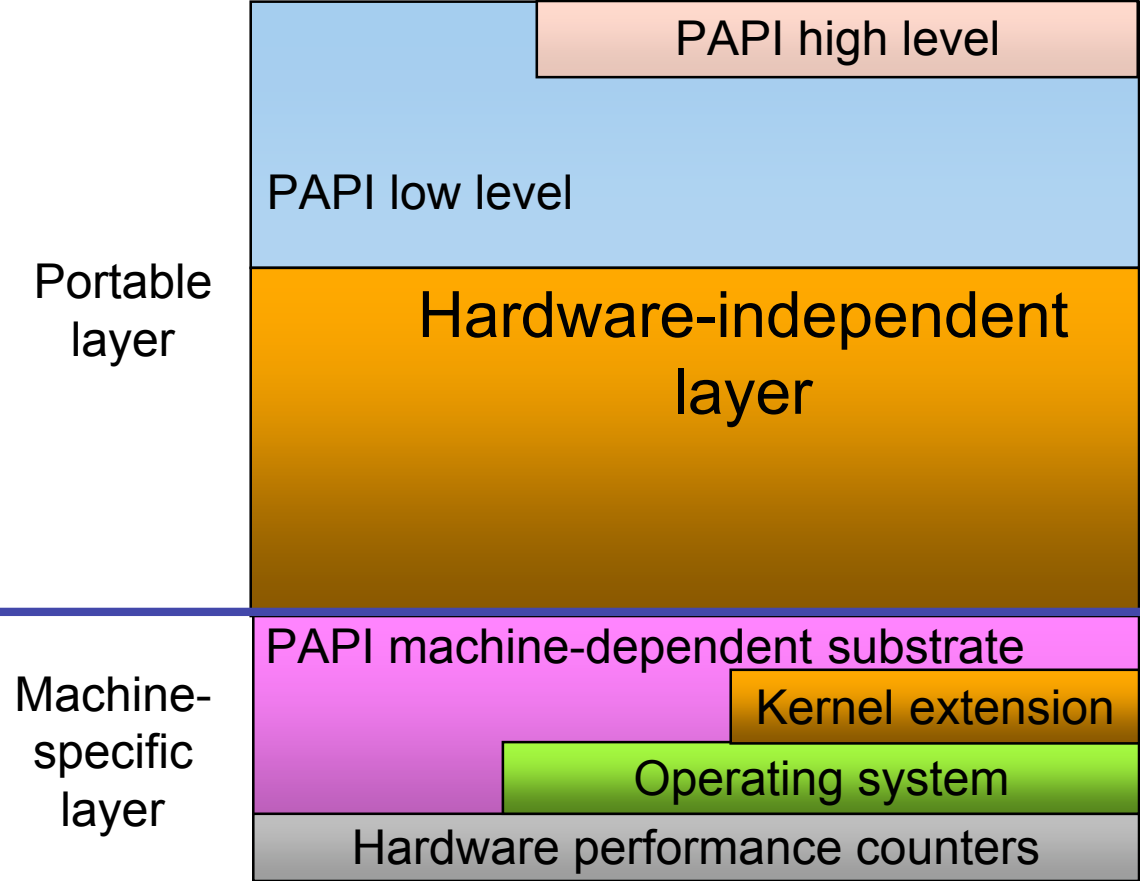 PAPI high level
PAPI low level
Portable
layer
Hardware-independent
layer
PAPI machine-dependent substrate
Machine-
specific
layer
Kernel extension
Operating system
Hardware performance counters